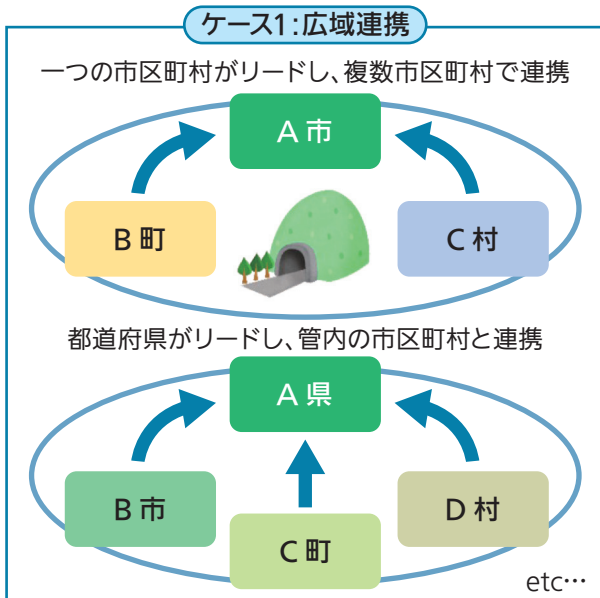 ケース1:広域連携
一つの市区町村がリードし、複数市区町村で連携
A 市
B 町
C 村
都道府県がリードし、管内の市区町村と連携
A 県
B 市
C 町
D 村
etc…